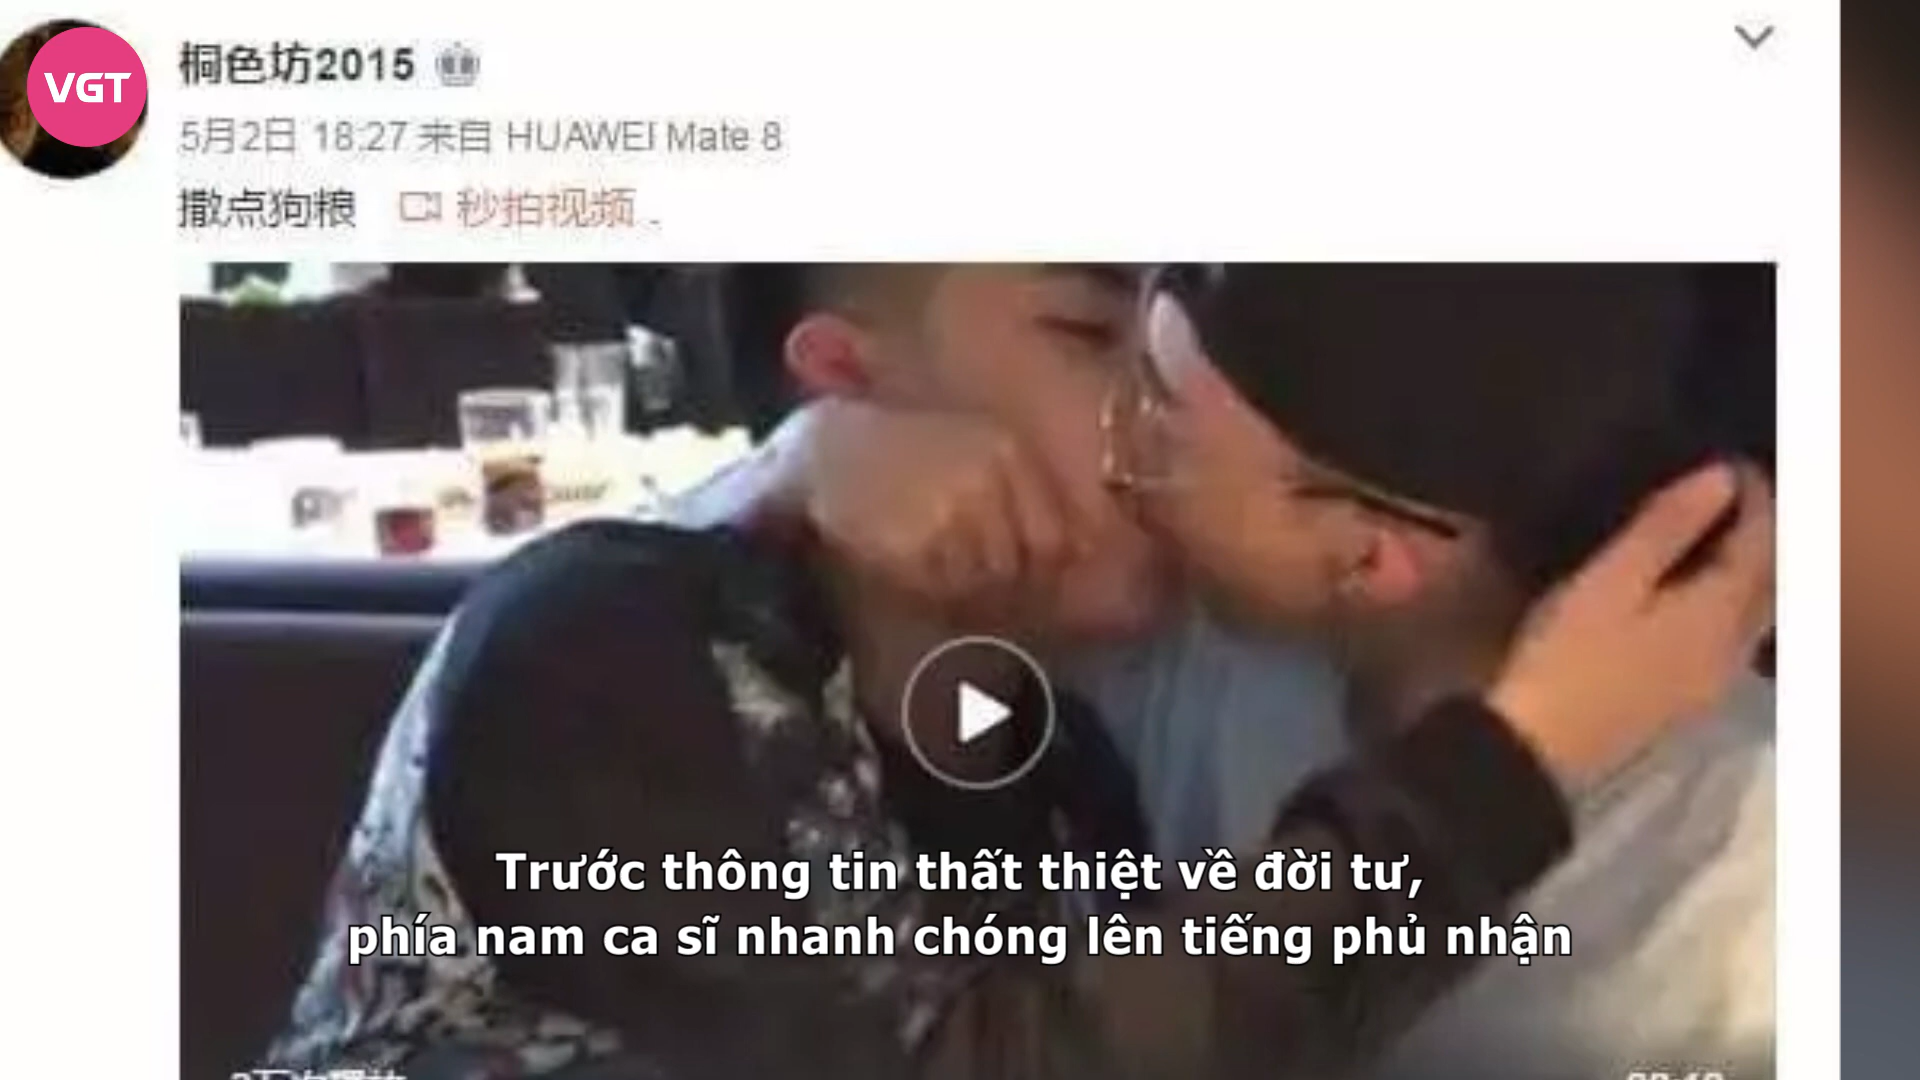 VGT
桐色坊2015
5月2日 18:27 来自 HUAWEI Mate 8
撒点狗粮 秒拍视频 .
Trước thông tin thất thiệt về đời tư,
phía nam ca sĩ nhanh chóng lên tiếng phủ nhận